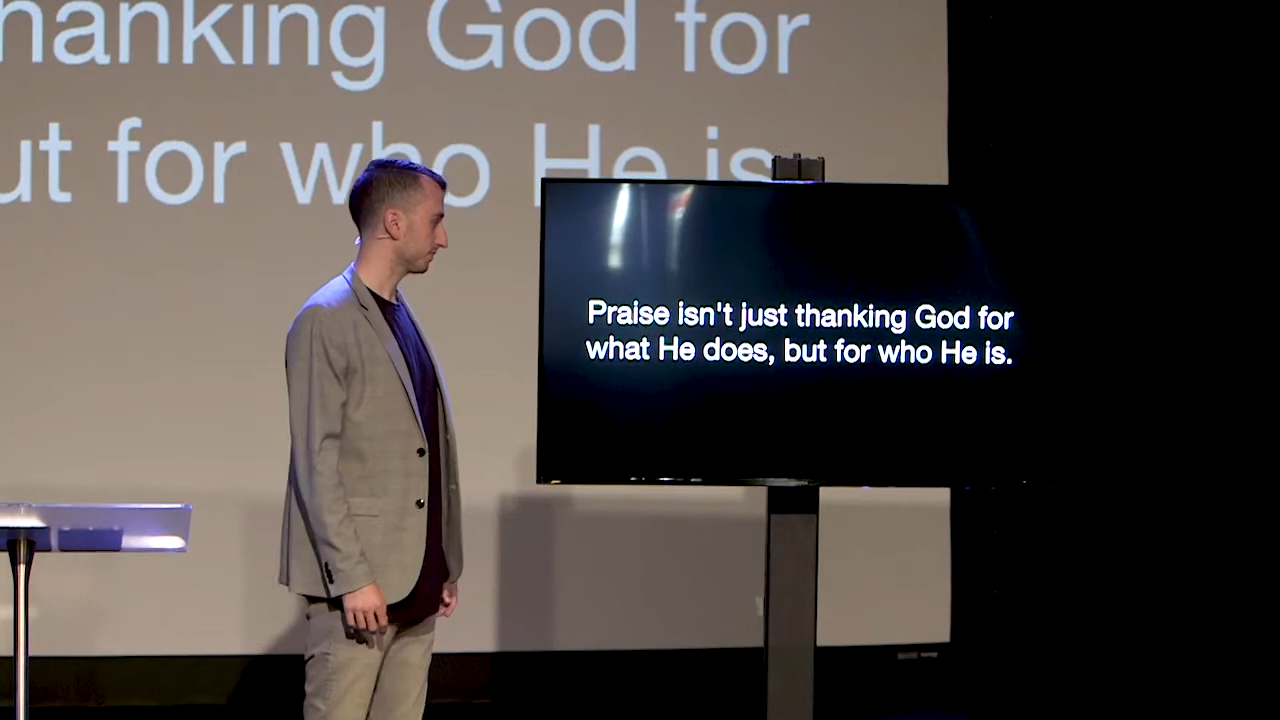 hanking God for
ut for who He is
Praise isn't just thanking God for
what He does, but for who He is.